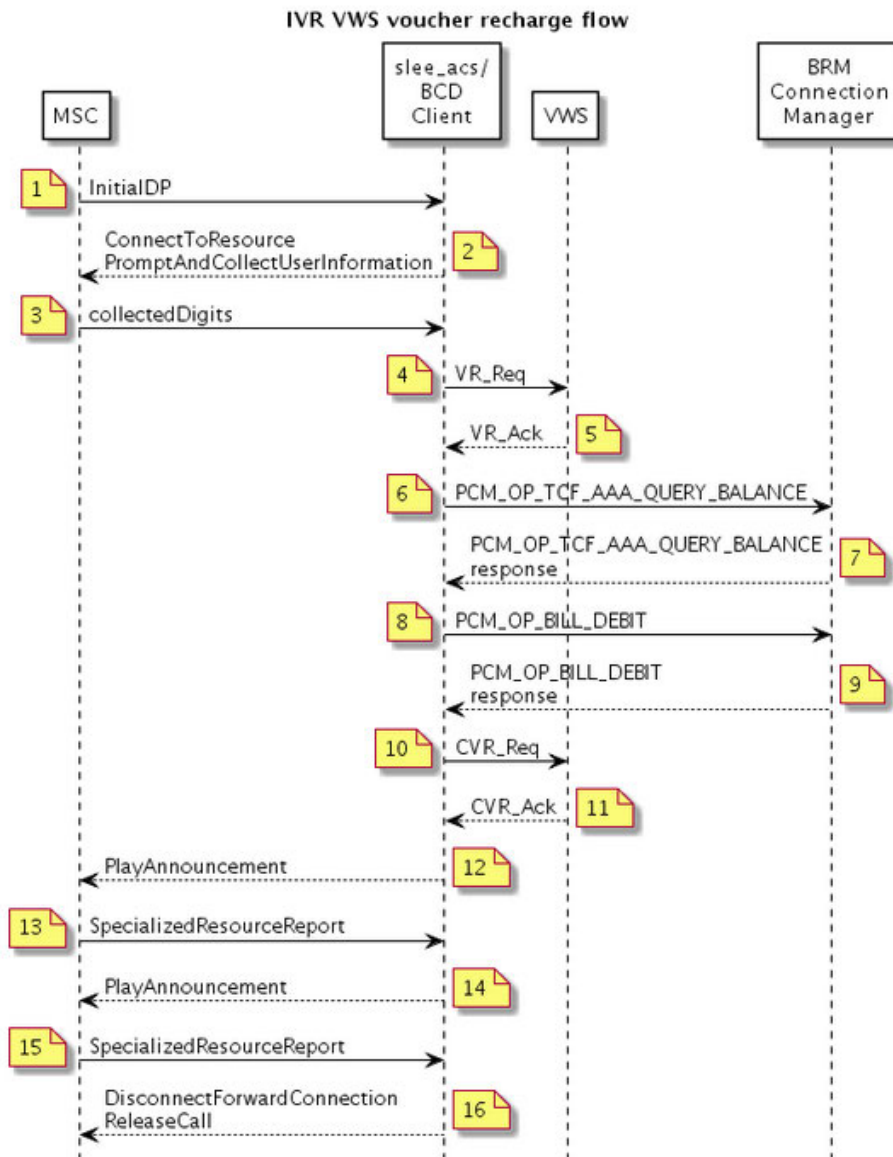 IVR VWS voucher recharge flow
MSC
slee_acs/
BCD
Client
VWS
BRM
Connection
Manager
1
InitialDP
ConnectToResource
PromptAndCollectUserInformation
2
3
collectedDigits
4
VR_Req
VR_Ack
5
6
PCM_OP_TCF_AAA_QUERY_BALANCE
PCM_OP_TCF_AAA_QUERY_BALANCE
response
7
8
PCM_OP_BILL_DEBIT
PCM_OP_BILL_DEBIT
response
9
10
CVR_Req
CVR_Ack
11
PlayAnnouncement
12
13
SpecializedResourceReport
PlayAnnouncement
14
15
SpecializedResourceReport
DisconnectForwardConnection
ReleaseCall
16